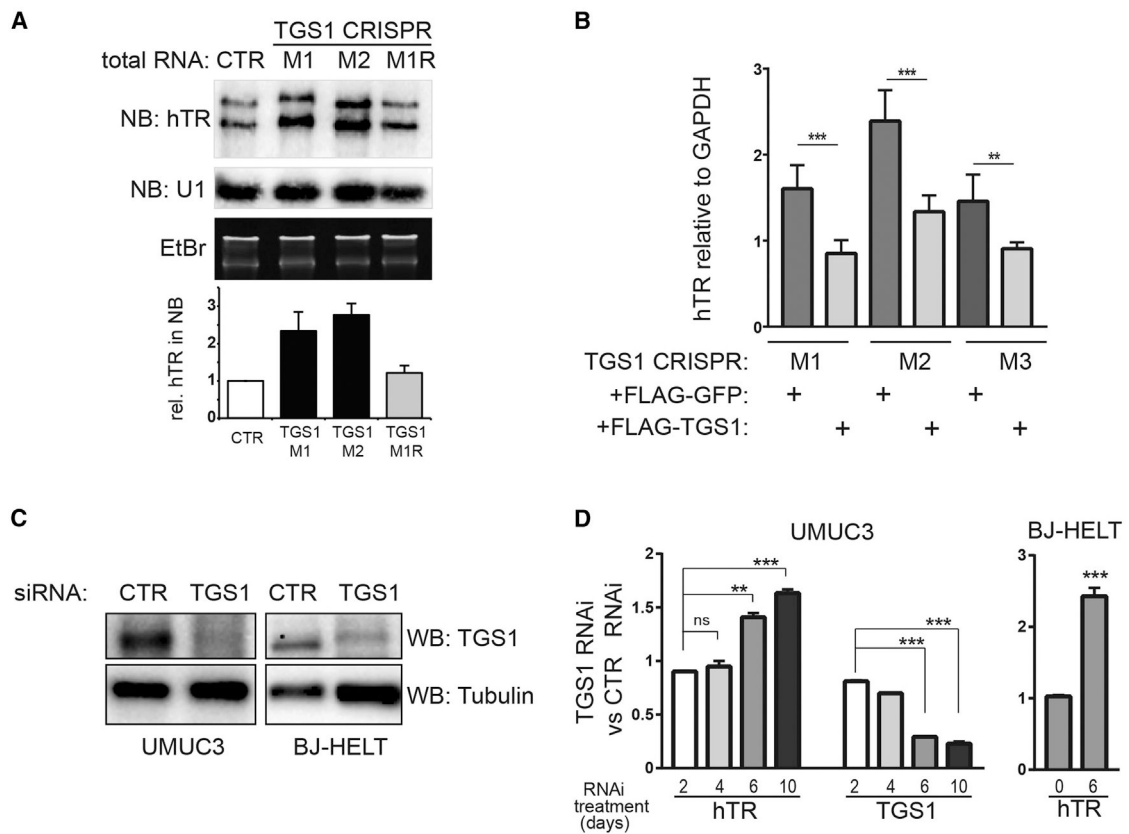 A
TGS1 CRISPR
total RNA: CTR M1 M2 M1R
NB: hTR
NB: U1
EtBr
rel. hTR in NB
3
2
1
0
CTR
TGS1 M1
TGS1 M2
TGS1 M1R
B
hTR relative to GAPDH
3
2
1
0
***
***
**
TGS1 CRISPR: M1 M2 M3
+FLAG-GFP: + + +
+FLAG-TGS1: + + +
C
siRNA: CTR TGS1 CTR TGS1
WB: TGS1
WB: Tubulin
UMUC3 BJ-HELT
D
UMUC3
TGS1 RNAi
vs CTR RNAi
2
1.5
1
0.5
0
ns
**
***
***
***
RNAi
treatment
(days)
2 4 6 10
hTR
2 4 6 10
TGS1
BJ-HELT
3
2
1
0
***
0 6
hTR